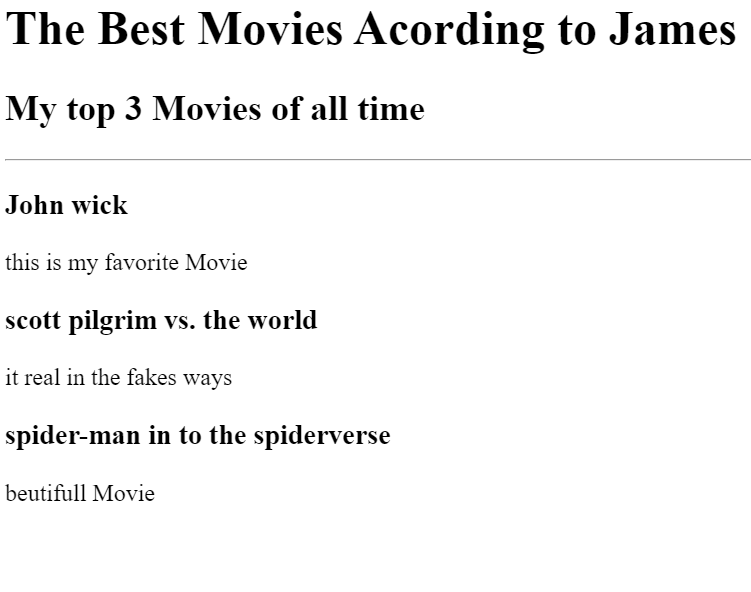 The Best Movies Acording to James
My top 3 Movies of all time
John wick
this is my favorite Movie
scott pilgrim vs. the world
it real in the fakes ways
spider-man in to the spiderverse
beutifull Movie